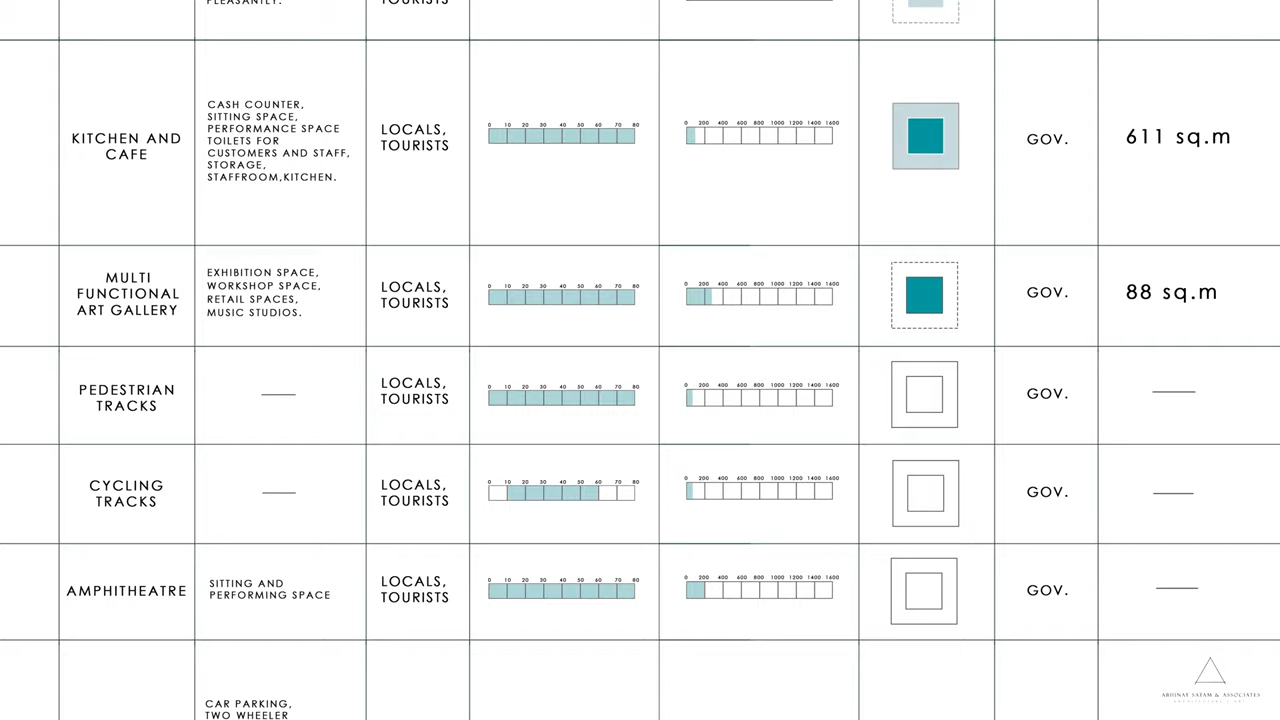 PLEASANTLY.
TOURISTS
KITCHEN AND
CAFE
CASH COUNTER,
SITTING SPACE,
PERFORMANCE SPACE
TOILETS FOR
CUSTOMERS AND STAFF,
STORAGE,
STAFFROOM,KITCHEN.
LOCALS,
TOURISTS
0 10 20 30 40 50 60 70 80
0 200 400 600 800 1000 1200 1400 1600
GOV.
611 sq.m
MULTI
FUNCTIONAL
ART GALLERY
EXHIBITION SPACE,
WORKSHOP SPACE,
RETAIL SPACES,
MUSIC STUDIOS.
LOCALS,
TOURISTS
0 10 20 30 40 50 60 70 80
0 200 400 600 800 1000 1200 1400 1600
GOV.
88 sq.m
PEDESTRIAN
TRACKS
LOCALS,
TOURISTS
0 10 20 30 40 50 60 70 80
0 200 400 600 800 1000 1200 1400 1600
GOV.
CYCLING
TRACKS
LOCALS,
TOURISTS
0 10 20 30 40 50 60 70 80
0 200 400 600 800 1000 1200 1400 1600
GOV.
AMPHITHEATRE
SITTING AND
PERFORMING SPACE
LOCALS,
TOURISTS
0 10 20 30 40 50 60 70 80
0 200 400 600 800 1000 1200 1400 1600
GOV.
CAR PARKING,
TWO WHEELER
ABHINAT SATAM & ASSOCIATES